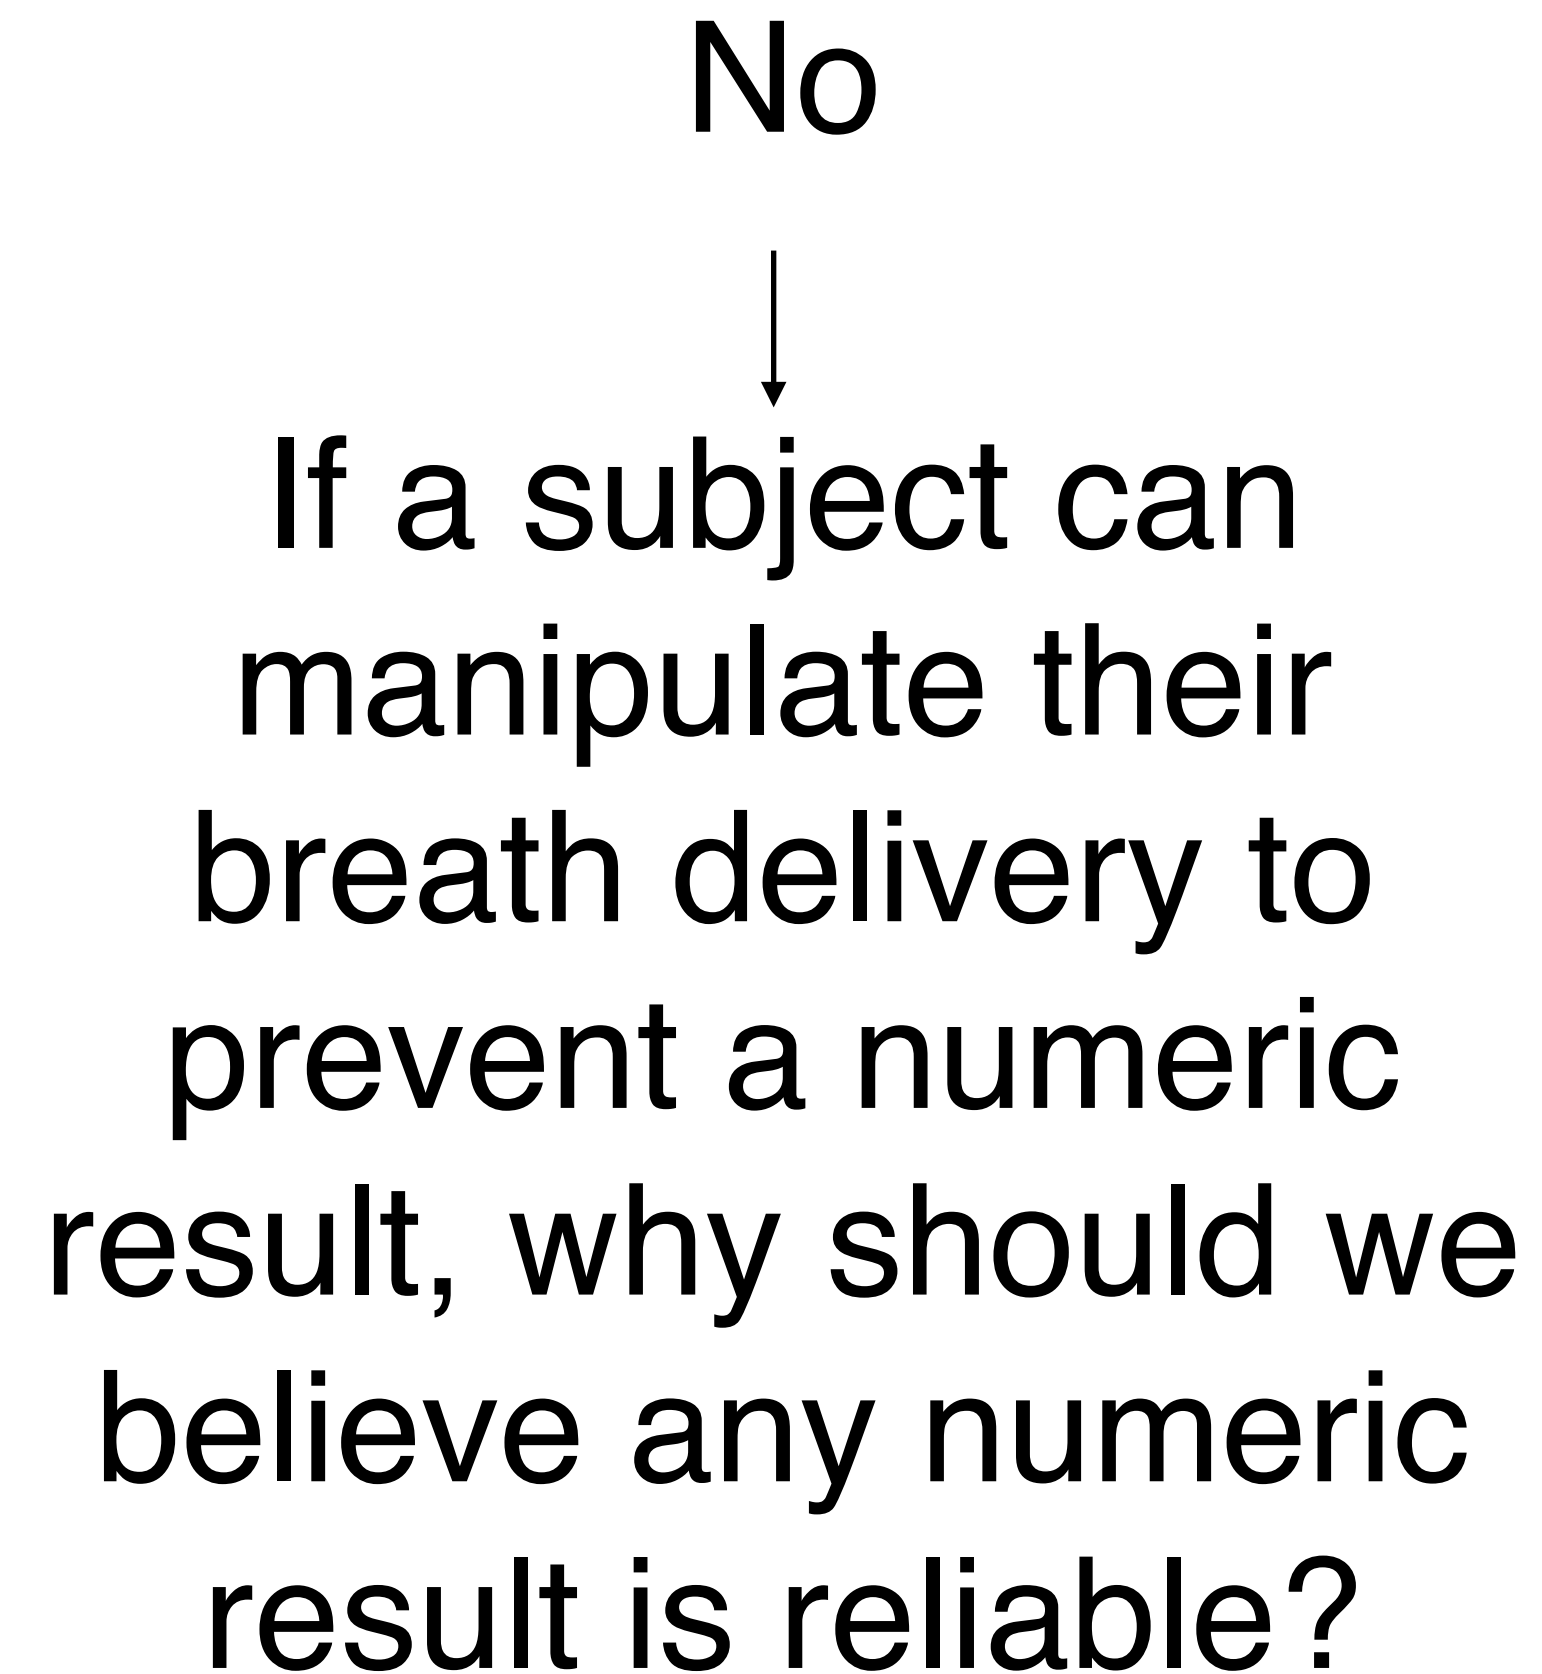 No
If a subject can
manipulate their
breath delivery to
prevent a numeric
result, why should we
believe any numeric
result is reliable?